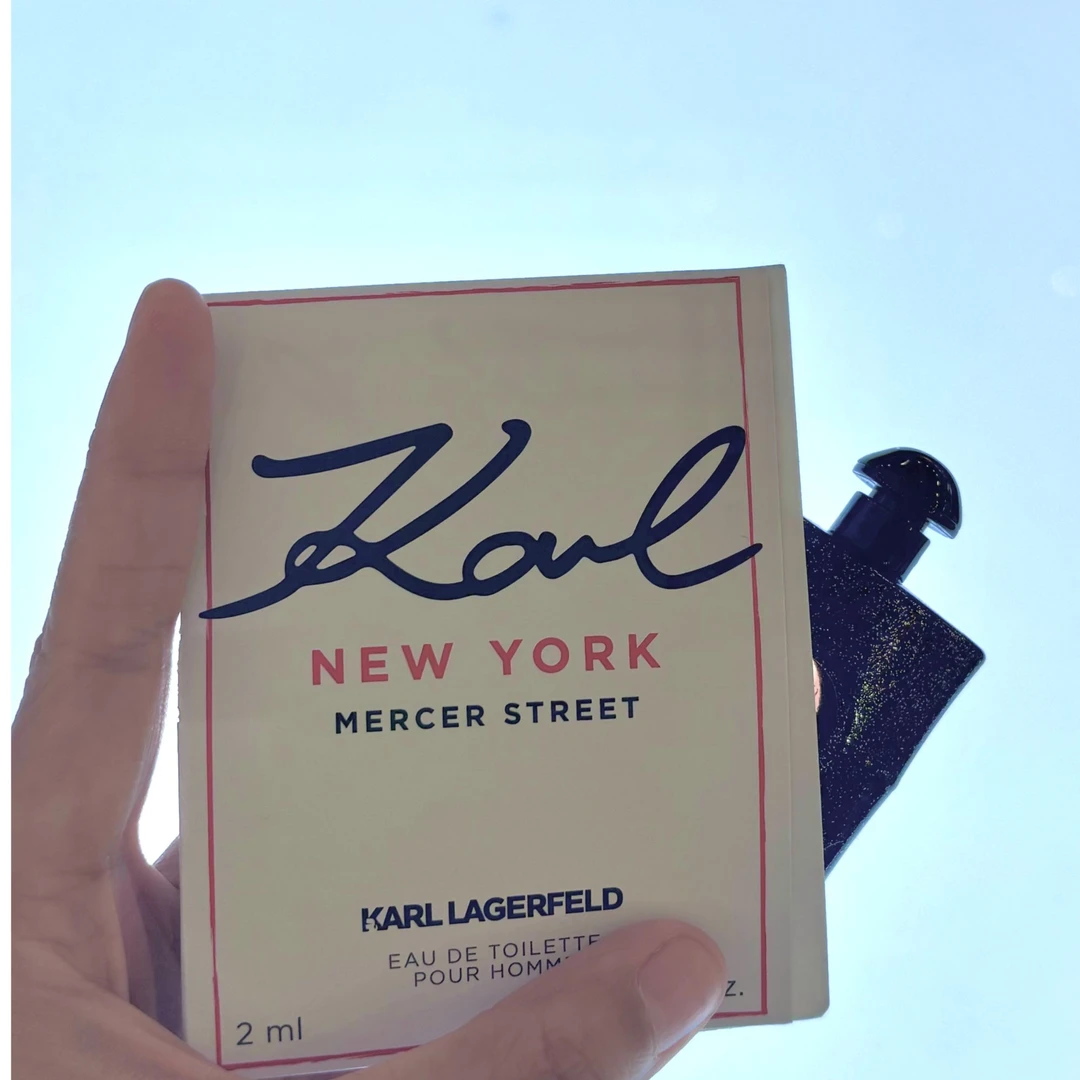 Karl
NEW YORK
MERCER STREET
KARL LAGERFELD
EAU DE TOILETTE
POUR HOMME
2 ml